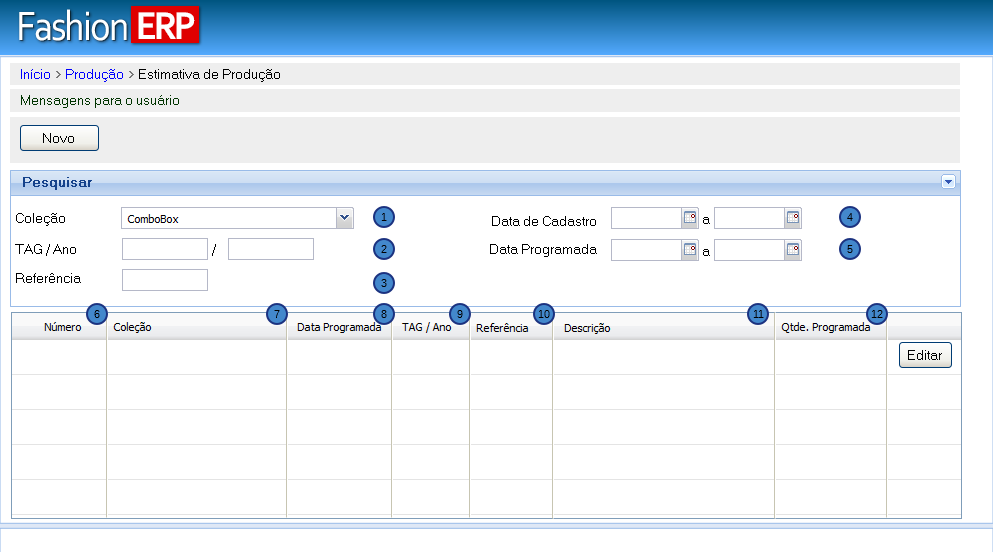 Fashion ERP
Início > Produção > Estimativa de Produção
Mensagens para o usuário
Novo
Pesquisar
Coleção ComboBox 1 Data de Cadastro a 4
TAG / Ano / 2 Data Programada a 5
Referência 3
Número 6 Coleção 7 Data Programada 8 TAG / Ano 9 Referência 10 Descrição 11 Qtde. Programada 12
Editar